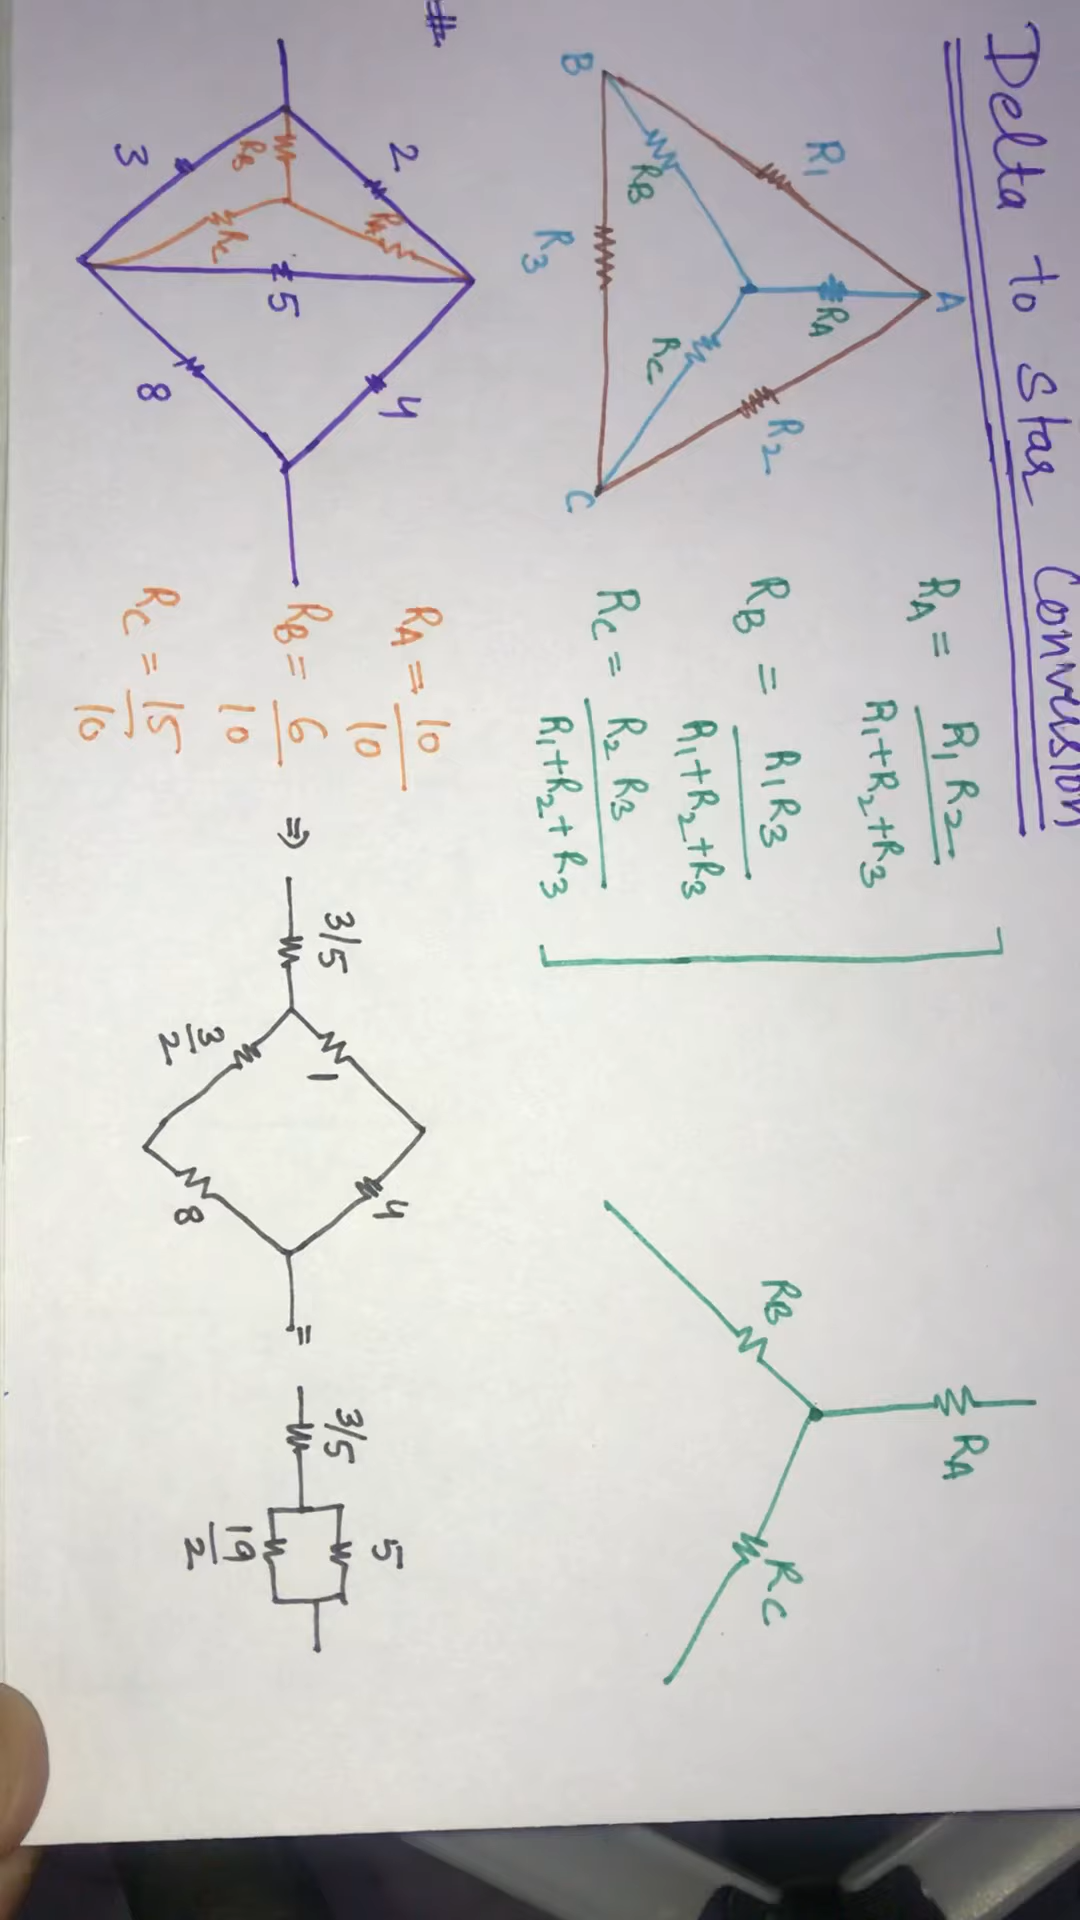 Delta to Star Conversion
A
R1
R2
RA
RB
RC
B
R3
C
RA = R1 R2 / R1+R2+R3
RB = R1 R3 / R1+R2+R3
RC = R2 R3 / R1+R2+R3
RA
RB
RC
#
2
4
RA
RB
RC
5
3
8
RA = 10/10
RB = 6/10
RC = 15/10
⇒
3/5
1
4
3/2
8
=
3/5
5
19/2